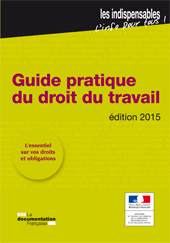 les indispensables
L'info pour tous !
Guide pratique
du droit du travail
édition 2015
L'essentiel
sur vos droits
et obligations
La
documentation
Française